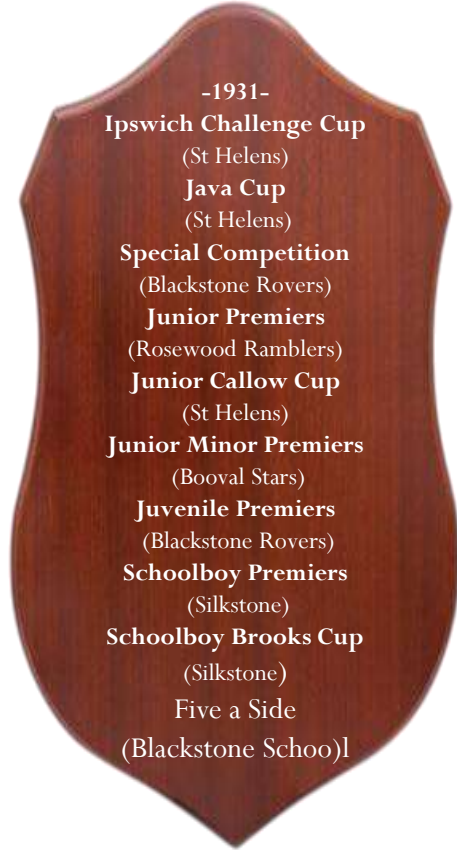 -1931-
Ipswich Challenge Cup
(St Helens)
Java Cup
(St Helens)
Special Competition
(Blackstone Rovers)
Junior Premiers
(Rosewood Ramblers)
Junior Callow Cup
(St Helens)
Junior Minor Premiers
(Booval Stars)
Juvenile Premiers
(Blackstone Rovers)
Schoolboy Premiers
(Silkstone)
Schoolboy Brooks Cup
(Silkstone)
Five a Side
(Blackstone Schoo)l